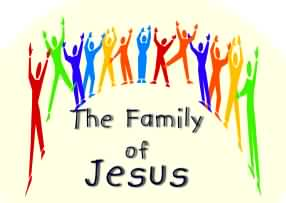 The Family
of
Jesus